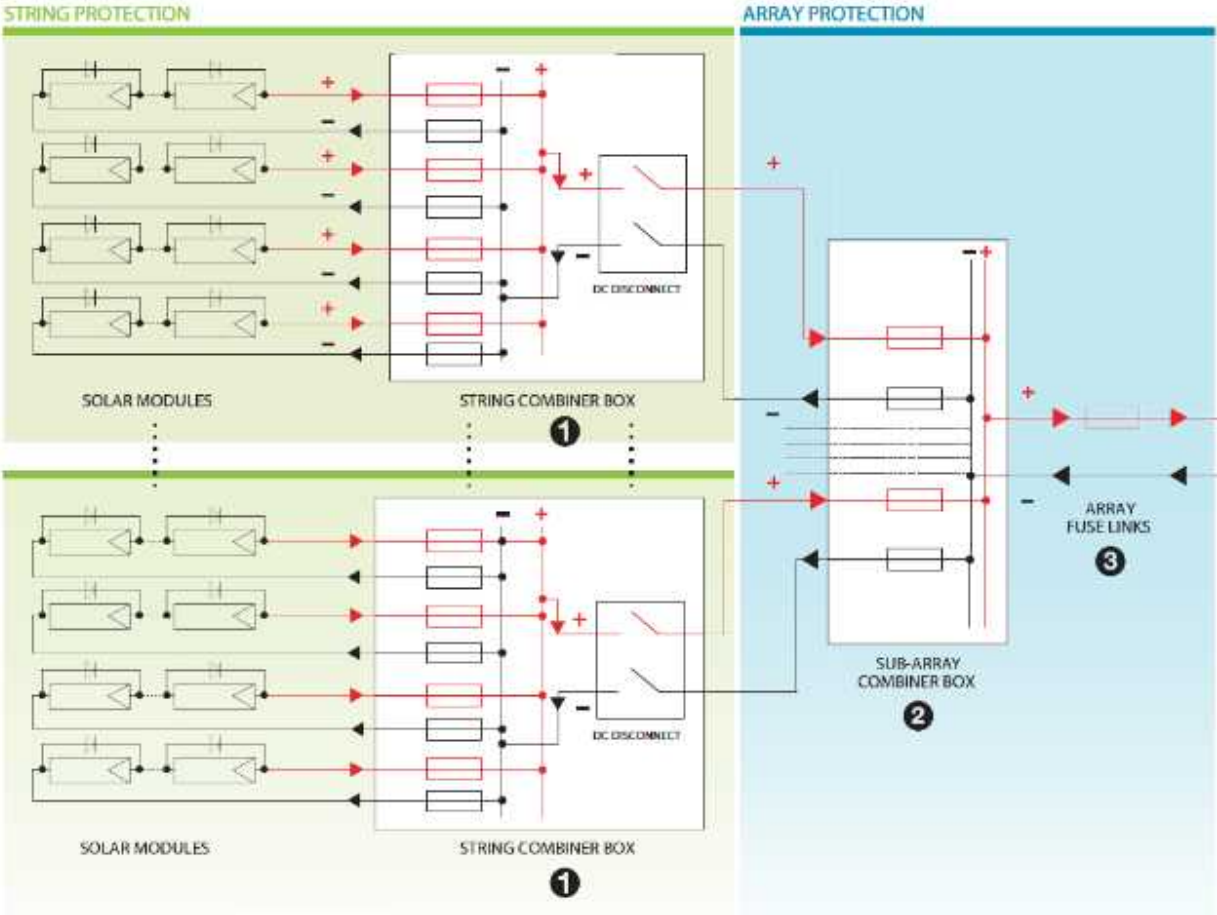 STRING PROTECTION
ARRAY PROTECTION
− +
+
−
+
−
+
−
+
−
+
−
DC DISCONNECT
SOLAR MODULES
STRING COMBINER BOX
1
+
− +
−
+
+
−
ARRAY
FUSE LINKS
3
− +
+
−
DC DISCONNECT
SUB-ARRAY
COMBINER BOX
2
SOLAR MODULES
STRING COMBINER BOX
1